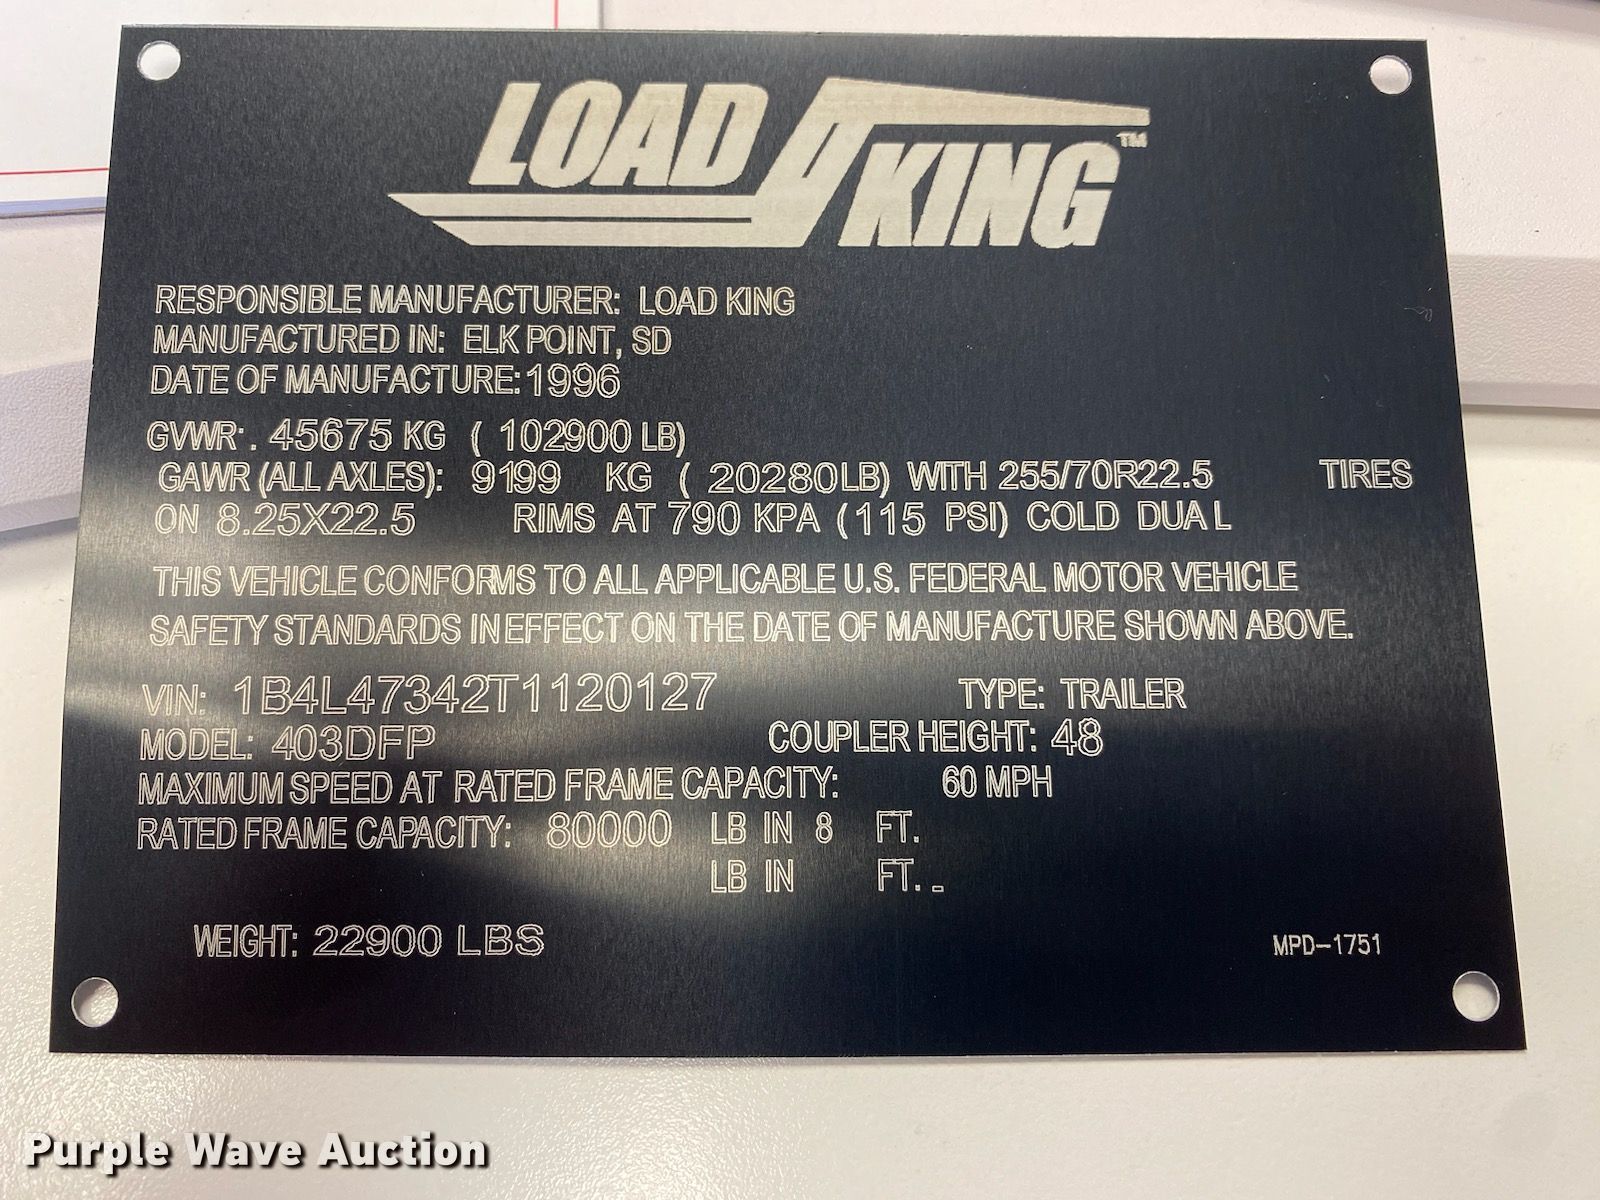 LOAD KING™
RESPONSIBLE MANUFACTURER: LOAD KING
MANUFACTURED IN: ELK POINT, SD
DATE OF MANUFACTURE: 1996
GVWR: . 45675 KG ( 102900 LB)
GAWR (ALL AXLES): 9199 KG ( 20280LB) WITH 255/70R22.5 TIRES
ON 8.25X22.5 RIMS AT 790 KPA (115 PSI) COLD DUAL
THIS VEHICLE CONFORMS TO ALL APPLICABLE U.S. FEDERAL MOTOR VEHICLE
SAFETY STANDARDS IN EFFECT ON THE DATE OF MANUFACTURE SHOWN ABOVE.
VIN: 1B4L47342T1120127 TYPE: TRAILER
MODEL: 403DFP COUPLER HEIGHT: 48
MAXIMUM SPEED AT RATED FRAME CAPACITY: 60 MPH
RATED FRAME CAPACITY: 80000 LB IN 8 FT.
LB IN FT. -
WEIGHT: 22900 LBS MPD-1751
Purple Wave Auction